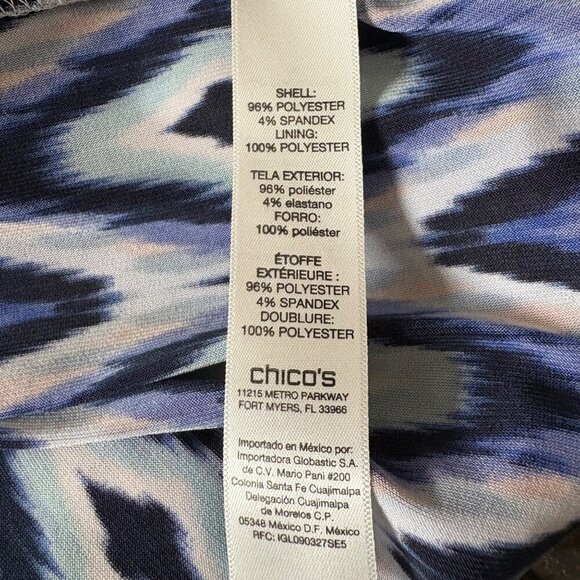 SHELL:
96% POLYESTER
4% SPANDEX
LINING:
100% POLYESTER
TELA EXTERIOR:
96% poliéster
4% elastano
FORRO:
100% poliéster
ÉTOFFE
EXTÉRIEURE :
96% POLYESTER
4% SPANDEX
DOUBLURE:
100% POLYESTER
chico's
11215 METRO PARKWAY
FORT MYERS, FL 33966
Importado en México por:
Importadora Globastic S.A.
de C.V. Mario Pani #200
Colonia Santa Fe Cuajimalpa
Delegación Cuajimalpa
de Morelos C.P.
05348 México D.F. México
RFC: IGL090327SE5